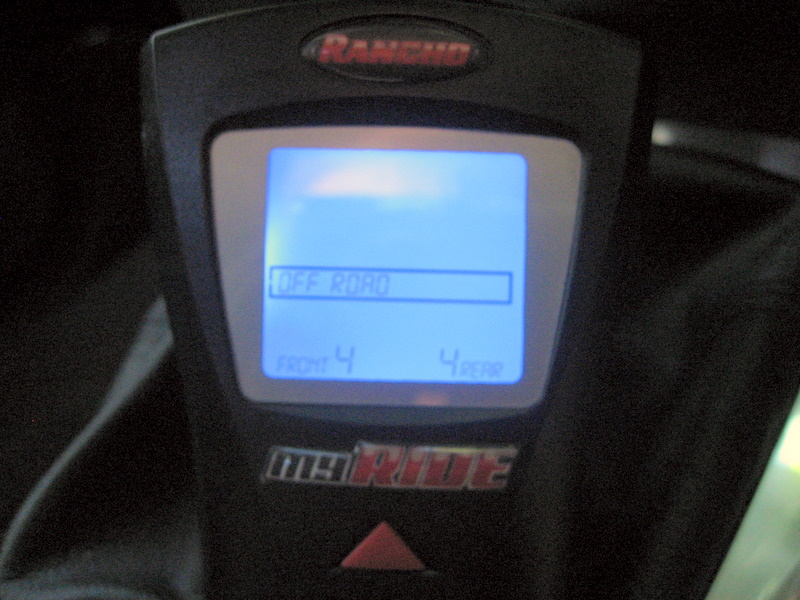 RANCHO
OFF ROAD
FRONT 4 4 REAR
myRIDE